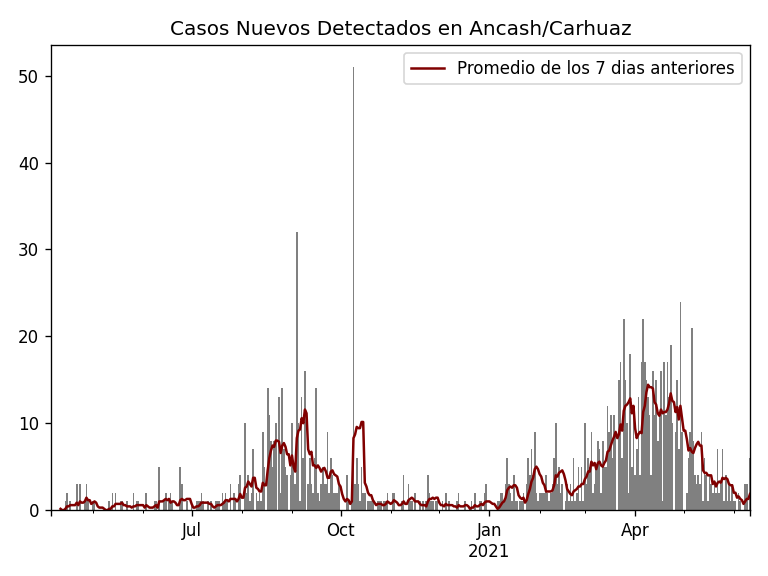 Casos Nuevos Detectados en Ancash/Carhuaz
Promedio de los 7 dias anteriores
50
40
30
20
10
0
Jul
Oct
Jan
2021
Apr